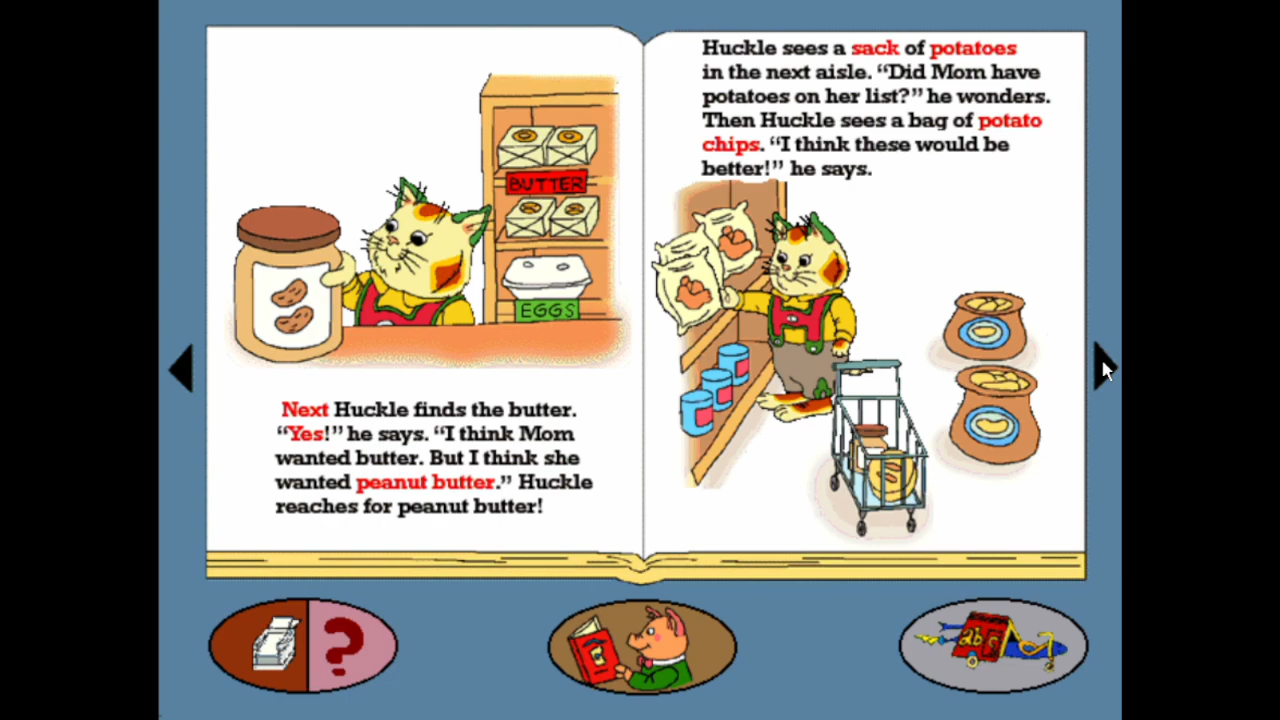 BUTTER
EGGS
Next Huckle finds the butter.
“Yes!” he says. “I think Mom
wanted butter. But I think she
wanted peanut butter.” Huckle
reaches for peanut butter!
Huckle sees a sack of potatoes
in the next aisle. “Did Mom have
potatoes on her list?” he wonders.
Then Huckle sees a bag of potato
chips. “I think these would be
better!” he says.
?
abc